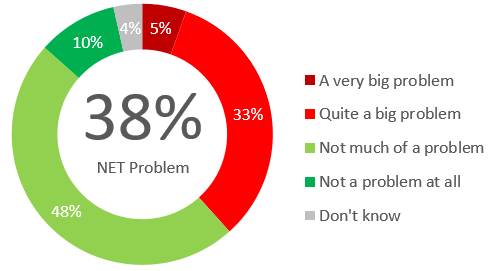 4%
5%
10%
33%
38%
NET Problem
48%
A very big problem
Quite a big problem
Not much of a problem
Not a problem at all
Don't know